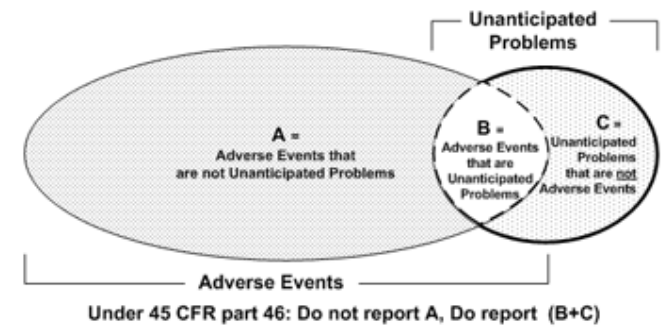 Unanticipated
Problems
A =
Adverse Events that
are not Unanticipated Problems
B =
Adverse Events
that are
Unanticipated
Problems
C =
Unanticipated
Problems
that are not
Adverse Events
Adverse Events
Under 45 CFR part 46: Do not report A, Do report (B+C)